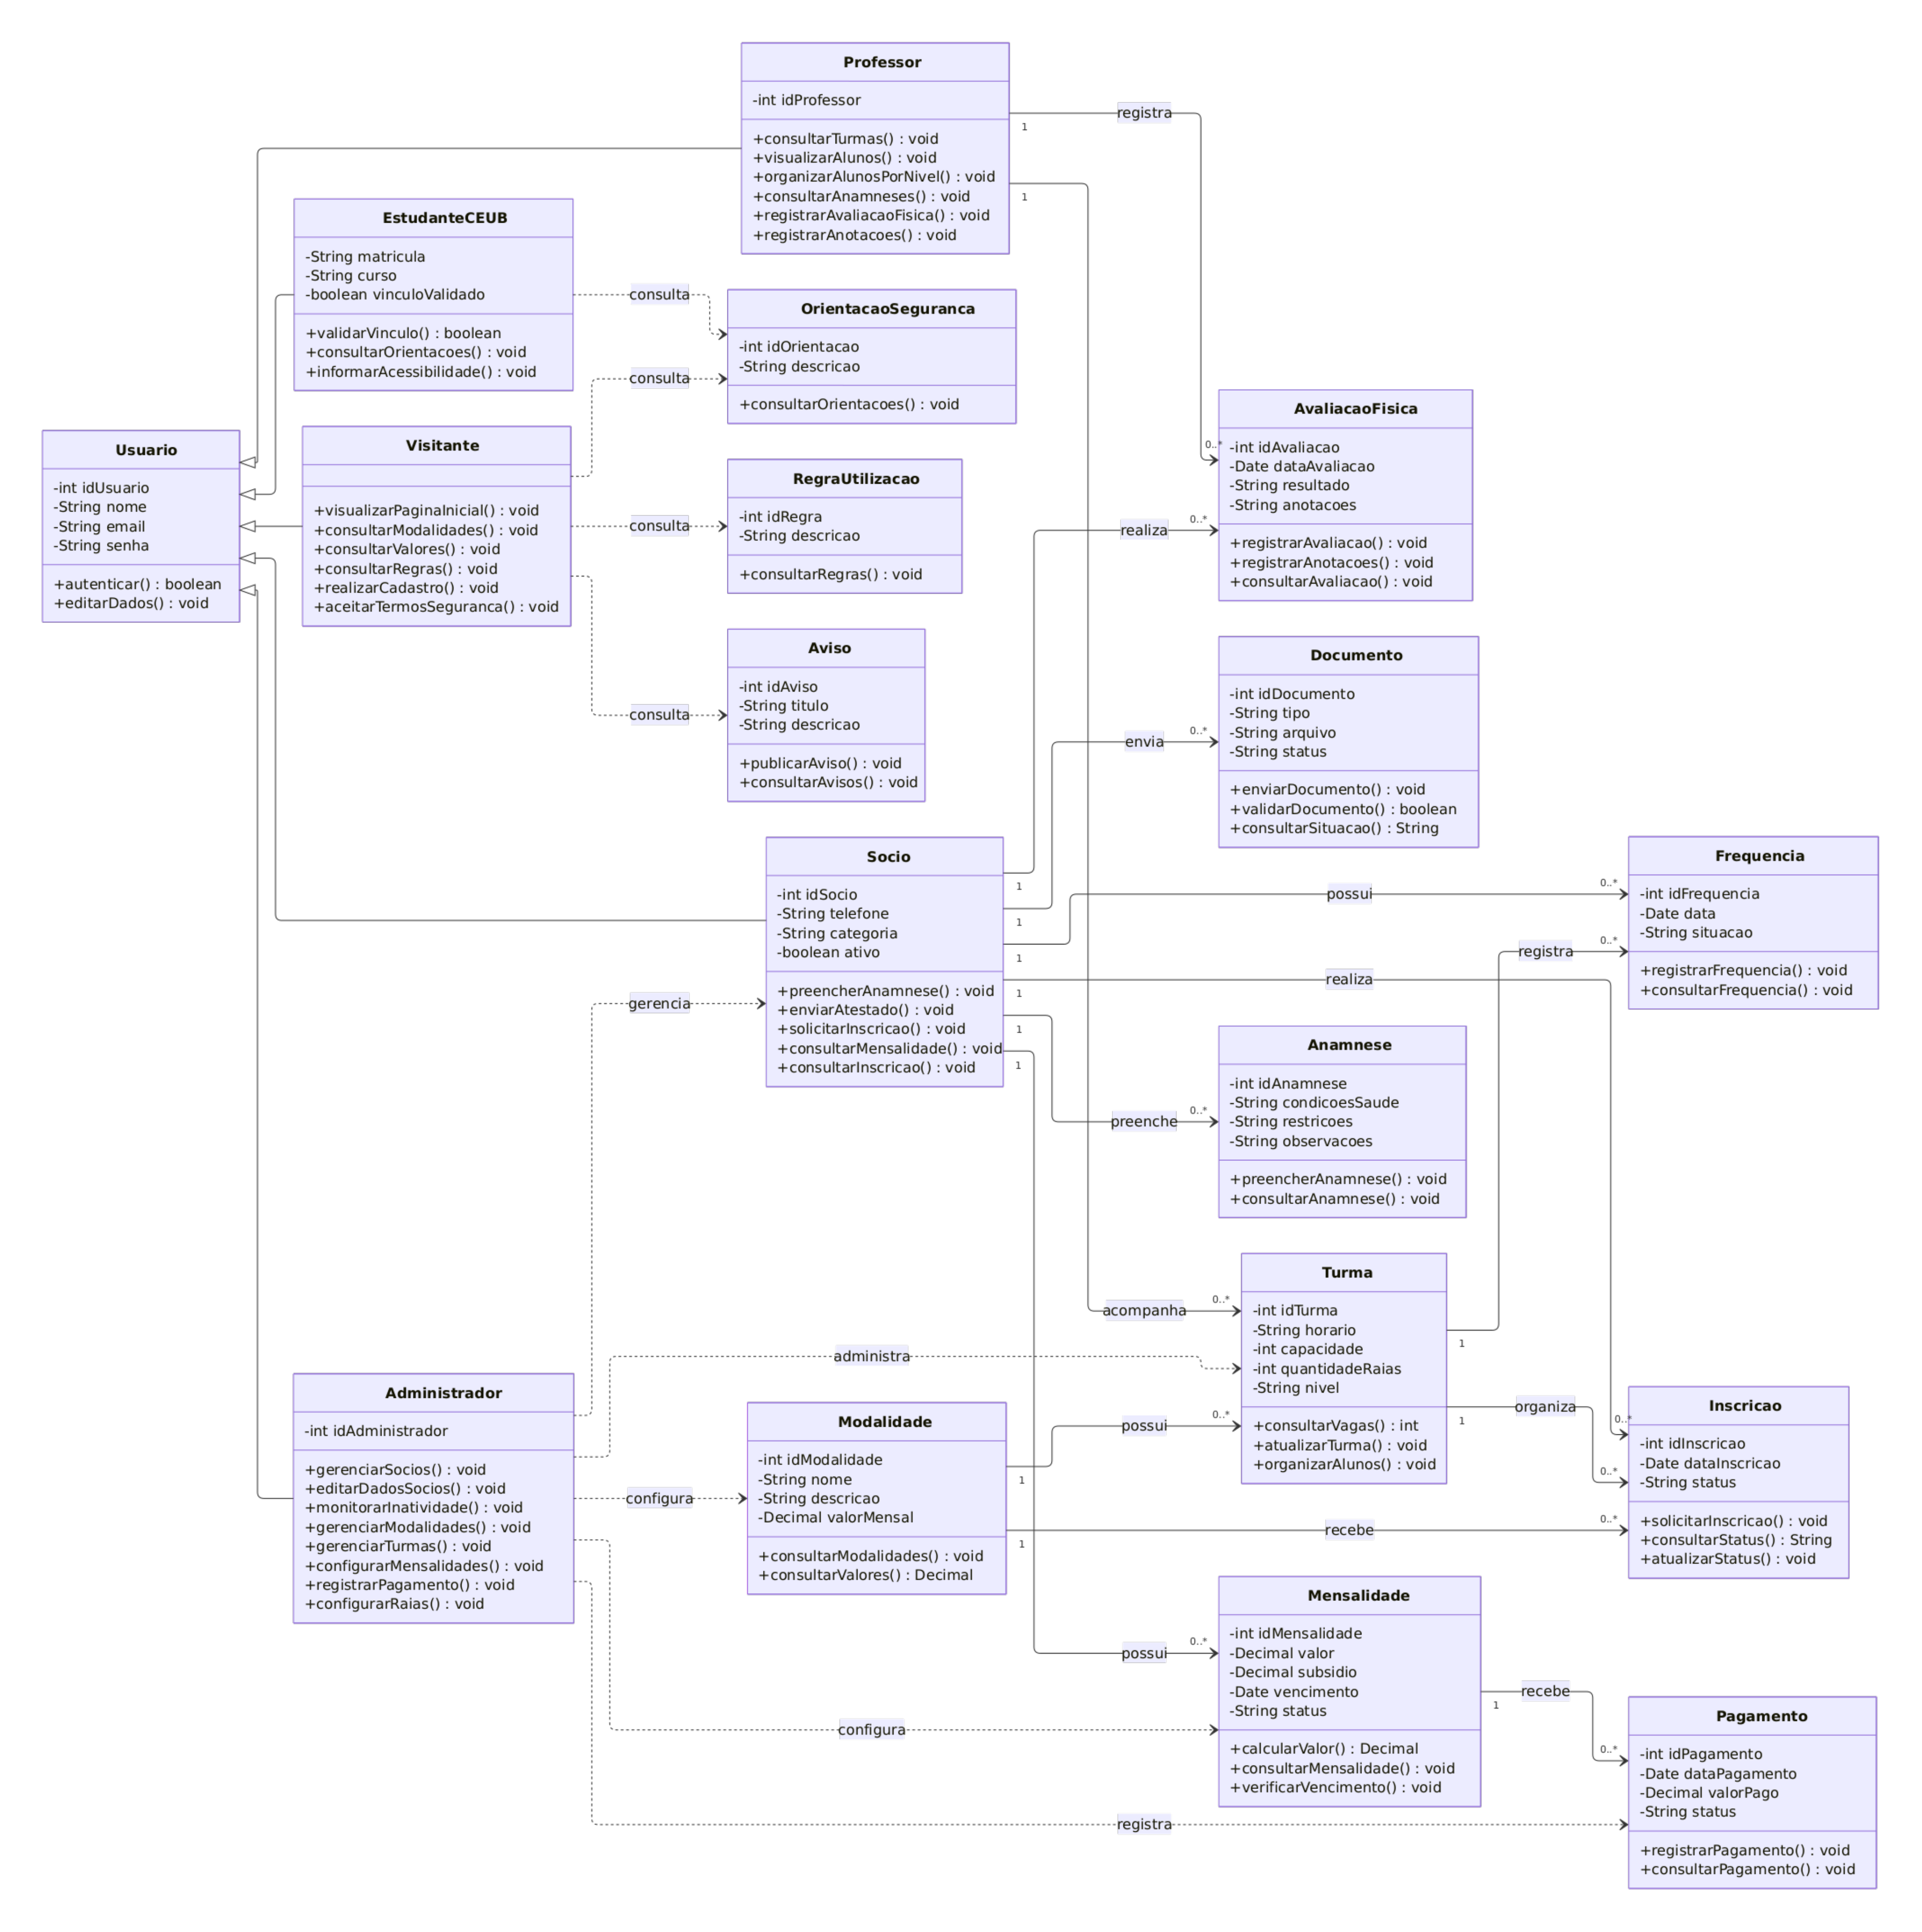 Professor
-int idProfessor
+consultarTurmas() : void
+visualizarAlunos() : void
+organizarAlunosPorNivel() : void
+consultarAnamneses() : void
+registrarAvaliacaoFisica() : void
+registrarAnotacoes() : void
registra
1
1
EstudanteCEUB
-String matricula
-String curso
-boolean vinculoValidado
+validarVinculo() : boolean
+consultarOrientacoes() : void
+informarAcessibilidade() : void
consulta
OrientacaoSeguranca
-int idOrientacao
-String descricao
+consultarOrientacoes() : void
consulta
AvaliacaoFisica
-int idAvaliacao
-Date dataAvaliacao
-String resultado
-String anotacoes
+registrarAvaliacao() : void
+registrarAnotacoes() : void
+consultarAvaliacao() : void
0..*
realiza
0..*
Usuario
-int idUsuario
-String nome
-String email
-String senha
+autenticar() : boolean
+editarDados() : void
Visitante
+visualizarPaginaInicial() : void
+consultarModalidades() : void
+consultarValores() : void
+consultarRegras() : void
+realizarCadastro() : void
+aceitarTermosSeguranca() : void
consulta
RegraUtilizacao
-int idRegra
-String descricao
+consultarRegras() : void
consulta
Aviso
-int idAviso
-String titulo
-String descricao
+publicarAviso() : void
+consultarAvisos() : void
envia
0..*
Documento
-int idDocumento
-String tipo
-String arquivo
-String status
+enviarDocumento() : void
+validarDocumento() : boolean
+consultarSituacao() : String
Socio
-int idSocio
-String telefone
-String categoria
-boolean ativo
+preencherAnamnese() : void
+enviarAtestado() : void
+solicitarInscricao() : void
+consultarMensalidade() : void
+consultarInscricao() : void
1
1
1
1
1
1
possui
0..*
Frequencia
-int idFrequencia
-Date data
-String situacao
+registrarFrequencia() : void
+consultarFrequencia() : void
registra
0..*
realiza
gerencia
Anamnese
-int idAnamnese
-String condicoesSaude
-String restricoes
-String observacoes
+preencherAnamnese() : void
+consultarAnamnese() : void
preenche
0..*
Turma
-int idTurma
-String horario
-int capacidade
-int quantidadeRaias
-String nivel
+consultarVagas() : int
+atualizarTurma() : void
+organizarAlunos() : void
acompanha
0..*
1
1
administra
organiza
Administrador
-int idAdministrador
+gerenciarSocios() : void
+editarDadosSocios() : void
+monitorarInatividade() : void
+gerenciarModalidades() : void
+gerenciarTurmas() : void
+configurarMensalidades() : void
+registrarPagamento() : void
+configurarRaias() : void
configura
Modalidade
-int idModalidade
-String nome
-String descricao
-Decimal valorMensal
+consultarModalidades() : void
+consultarValores() : Decimal
1
1
possui
0..*
recebe
0..*
Inscricao
-int idInscricao
-Date dataInscricao
-String status
+solicitarInscricao() : void
+consultarStatus() : String
+atualizarStatus() : void
0..*
0..*
Mensalidade
-int idMensalidade
-Decimal valor
-Decimal subsidio
-Date vencimento
-String status
+calcularValor() : Decimal
+consultarMensalidade() : void
+verificarVencimento() : void
possui
0..*
configura
1
recebe
0..*
registra
Pagamento
-int idPagamento
-Date dataPagamento
-Decimal valorPago
-String status
+registrarPagamento() : void
+consultarPagamento() : void